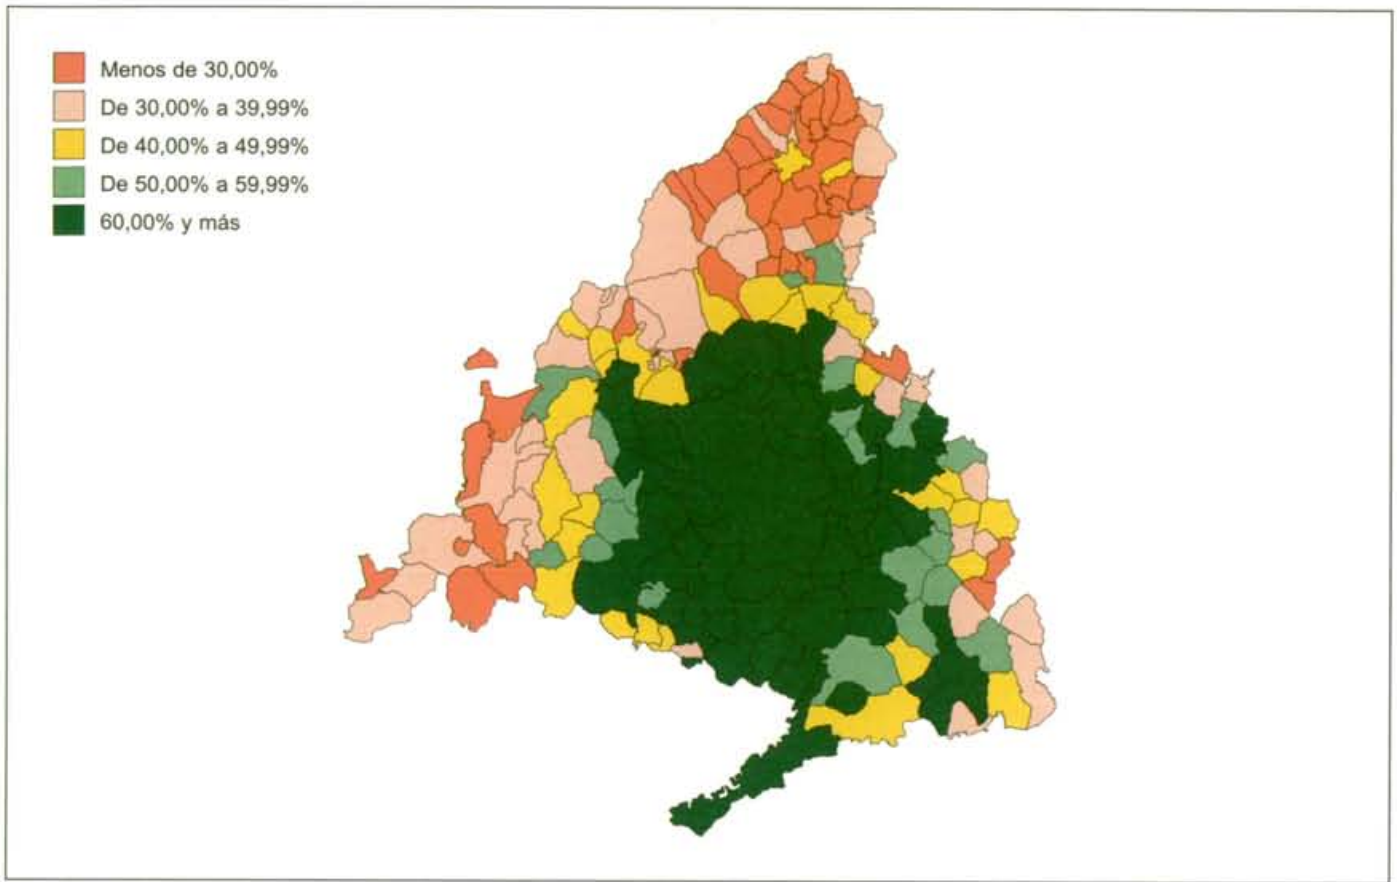 Menos de 30,00%
De 30,00% a 39,99%
De 40,00% a 49,99%
De 50,00% a 59,99%
60,00% y más